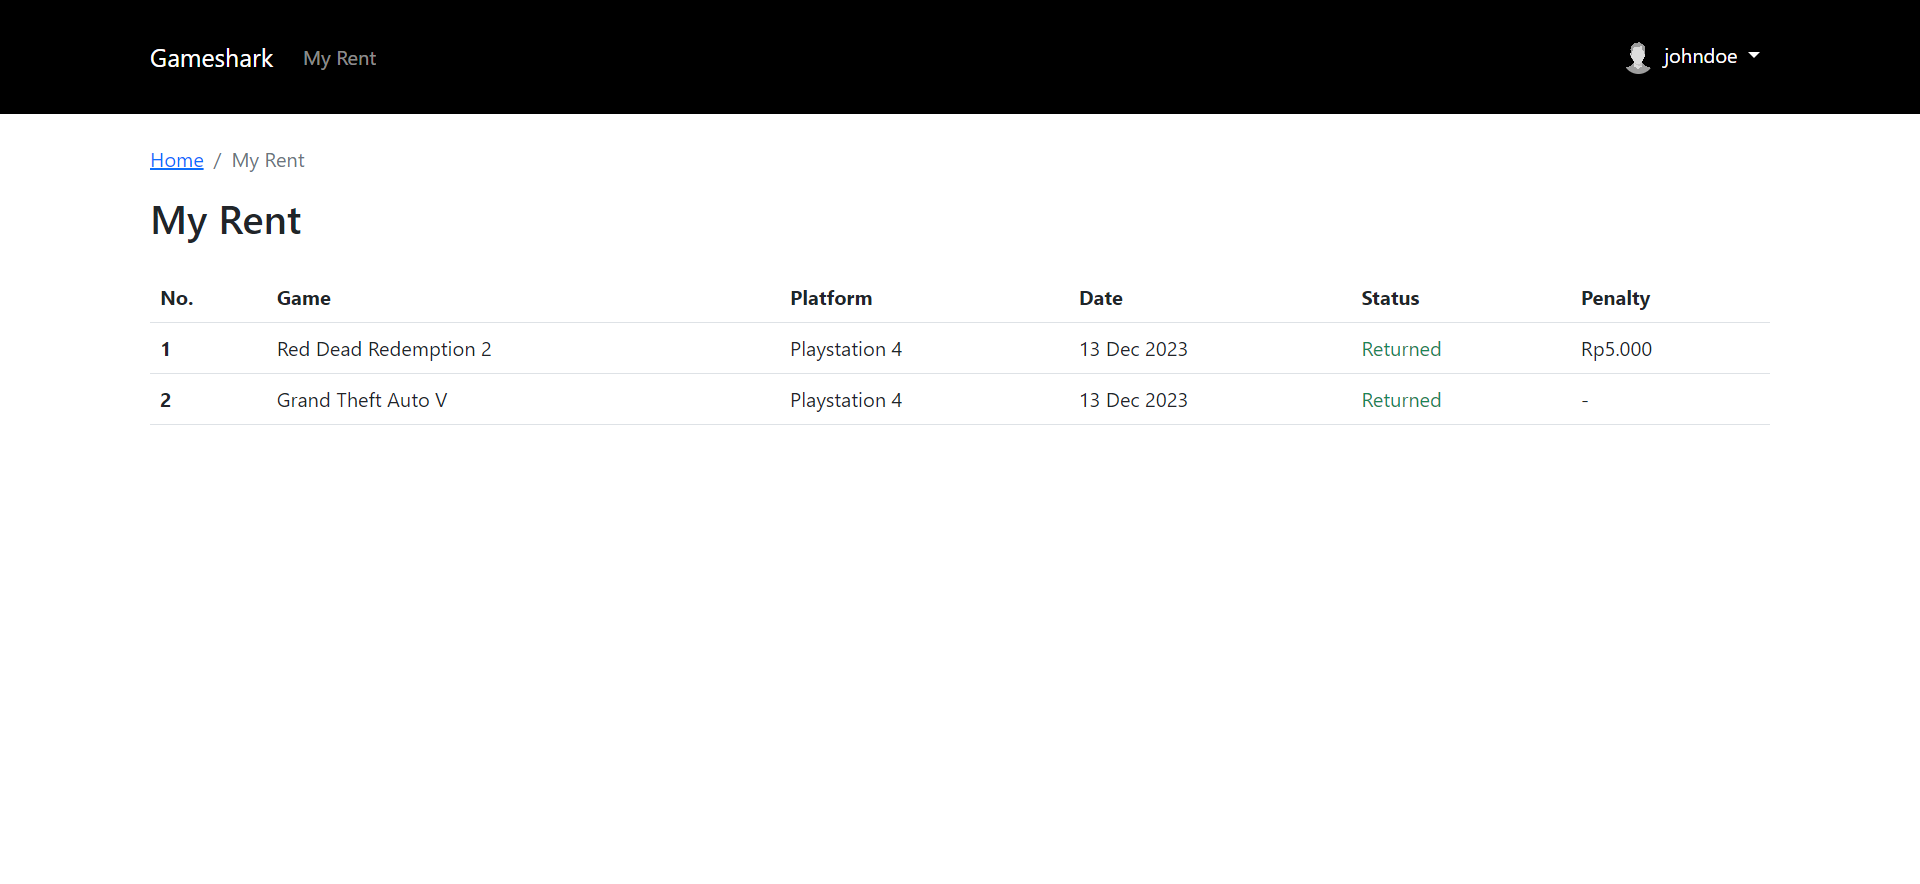 Gameshark My Rent johndoe
Home / My Rent
My Rent
No. Game Platform Date Status Penalty
1 Red Dead Redemption 2 Playstation 4 13 Dec 2023 Returned Rp5.000
2 Grand Theft Auto V Playstation 4 13 Dec 2023 Returned -